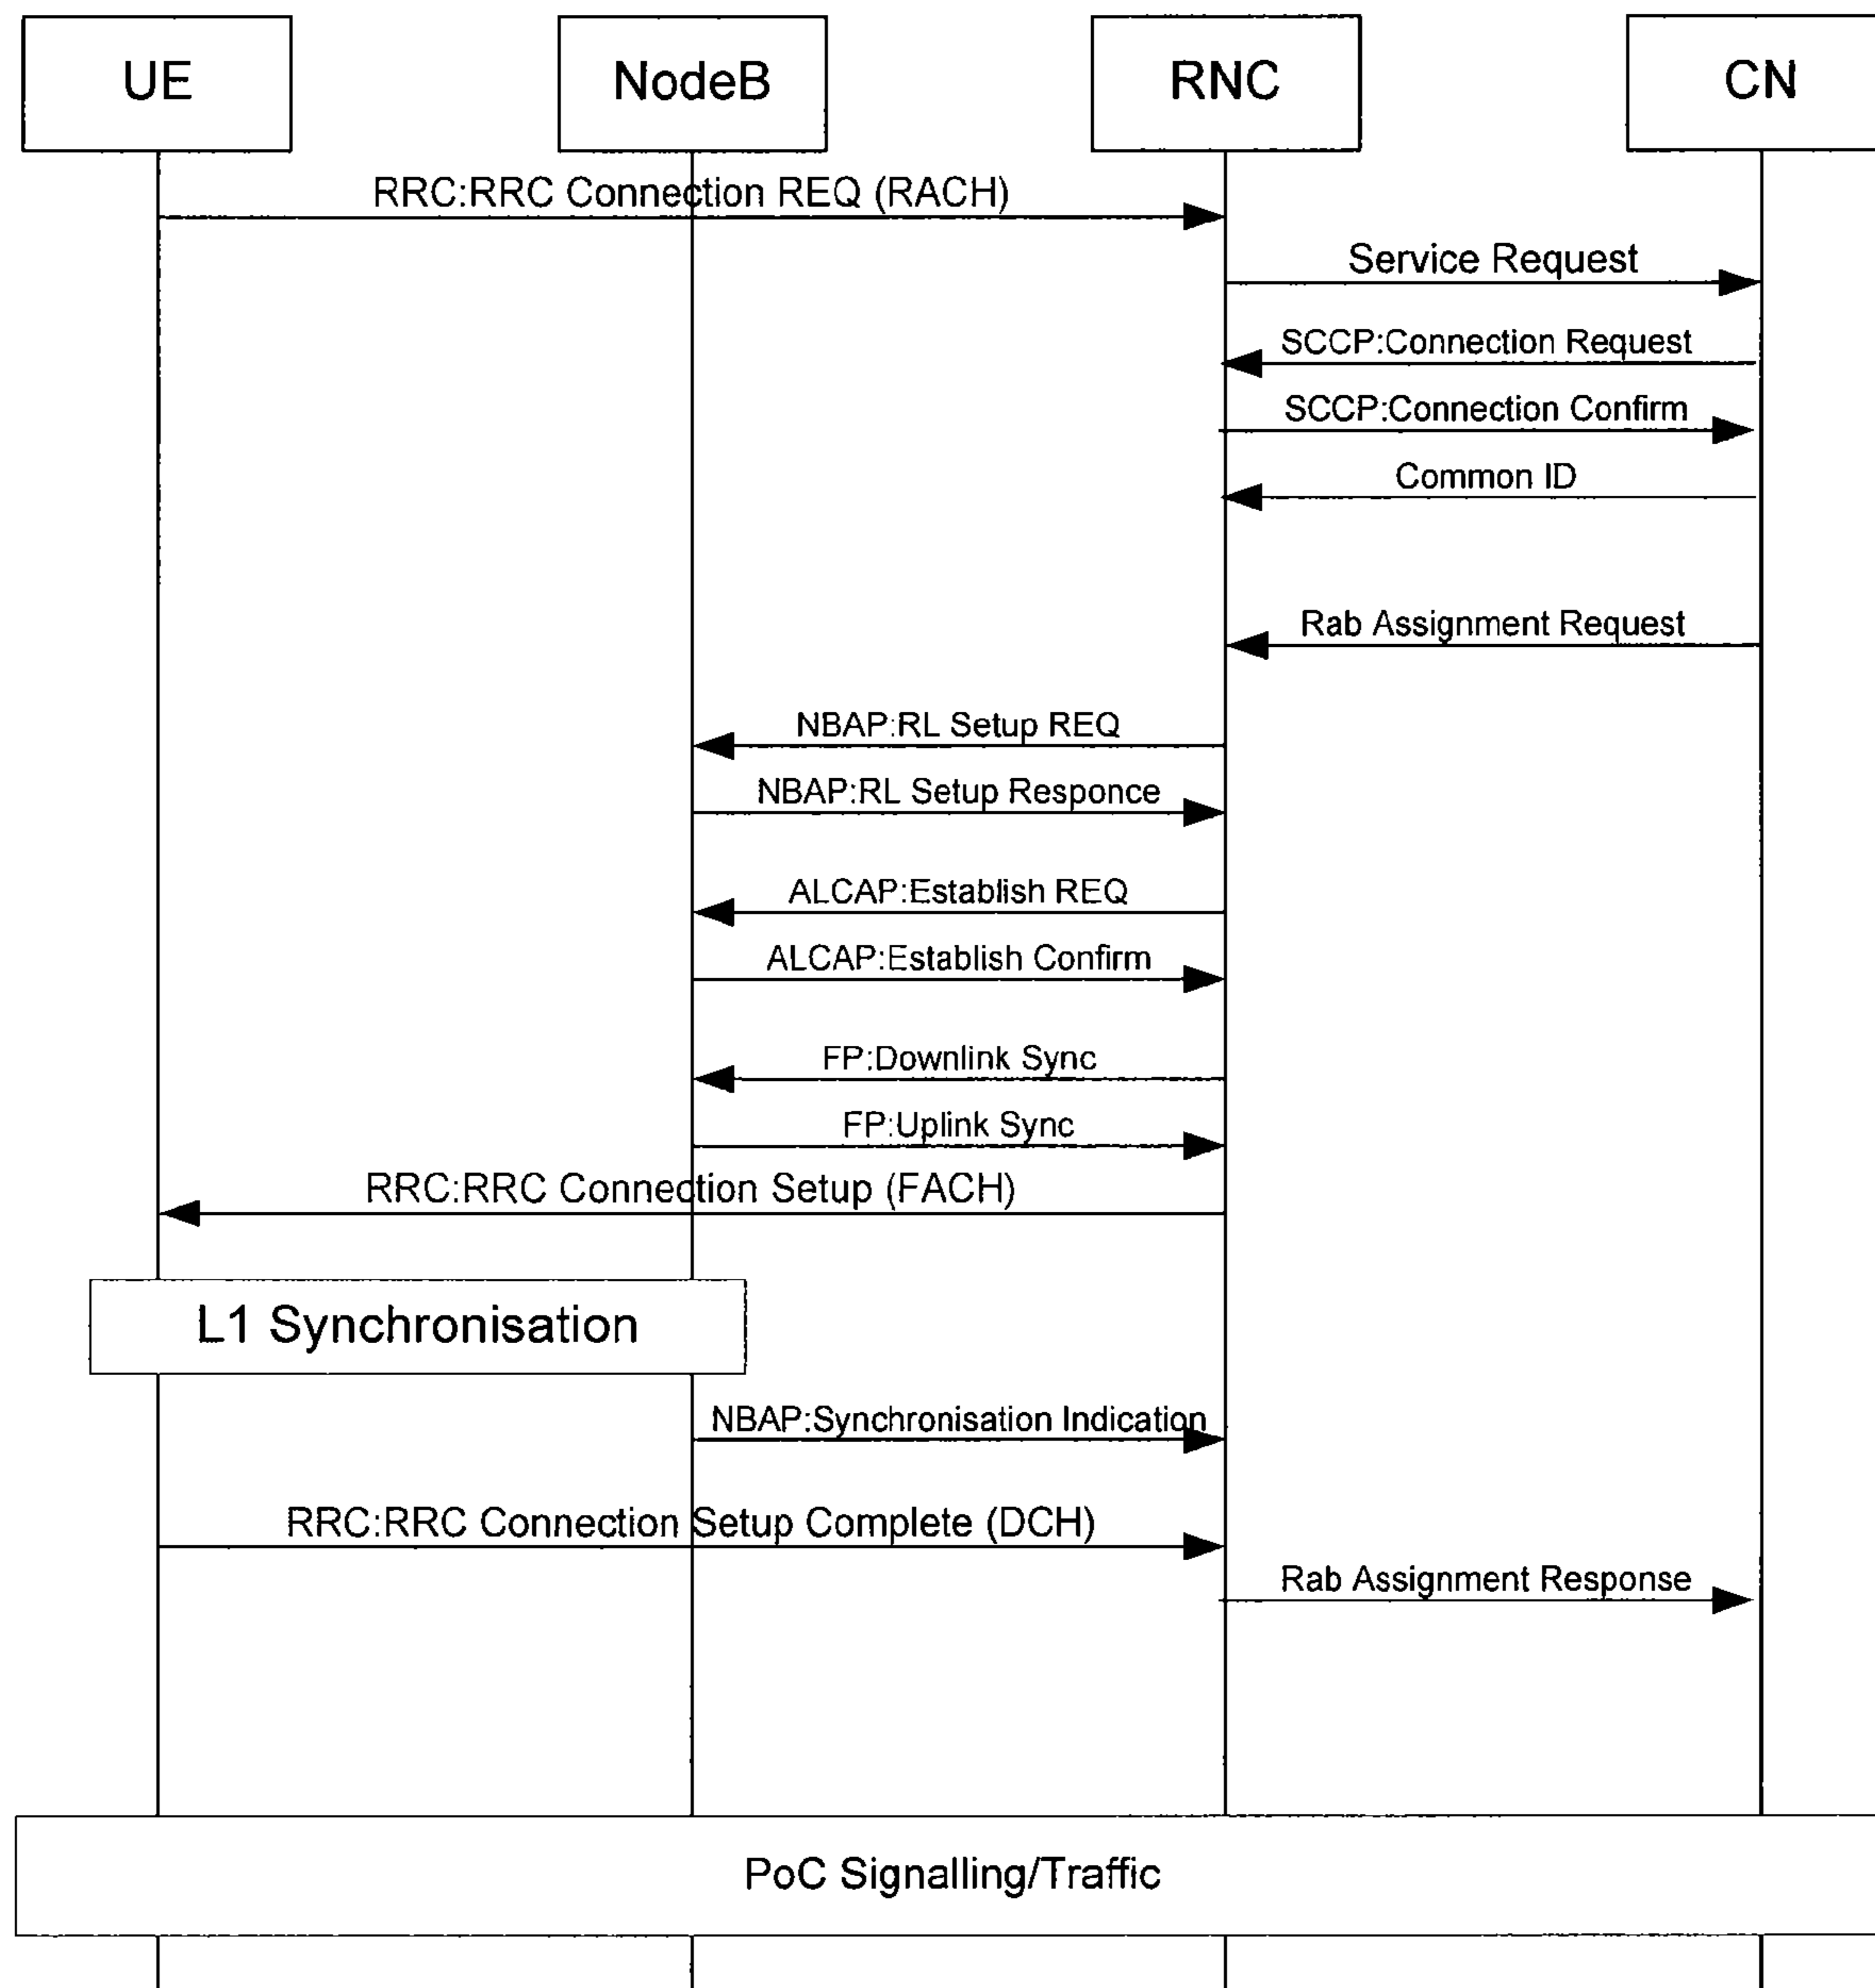 UE
NodeB
RNC
CN
RRC:RRC Connection REQ (RACH)
Service Request
SCCP:Connection Request
SCCP:Connection Confirm
Common ID
Rab Assignment Request
NBAP:RL Setup REQ
NBAP:RL Setup Responce
ALCAP:Establish REQ
ALCAP:Establish Confirm
FP:Downlink Sync
FP:Uplink Sync
RRC:RRC Connection Setup (FACH)
L1 Synchronisation
NBAP:Synchronisation Indication
RRC:RRC Connection Setup Complete (DCH)
Rab Assignment Response
PoC Signalling/Traffic